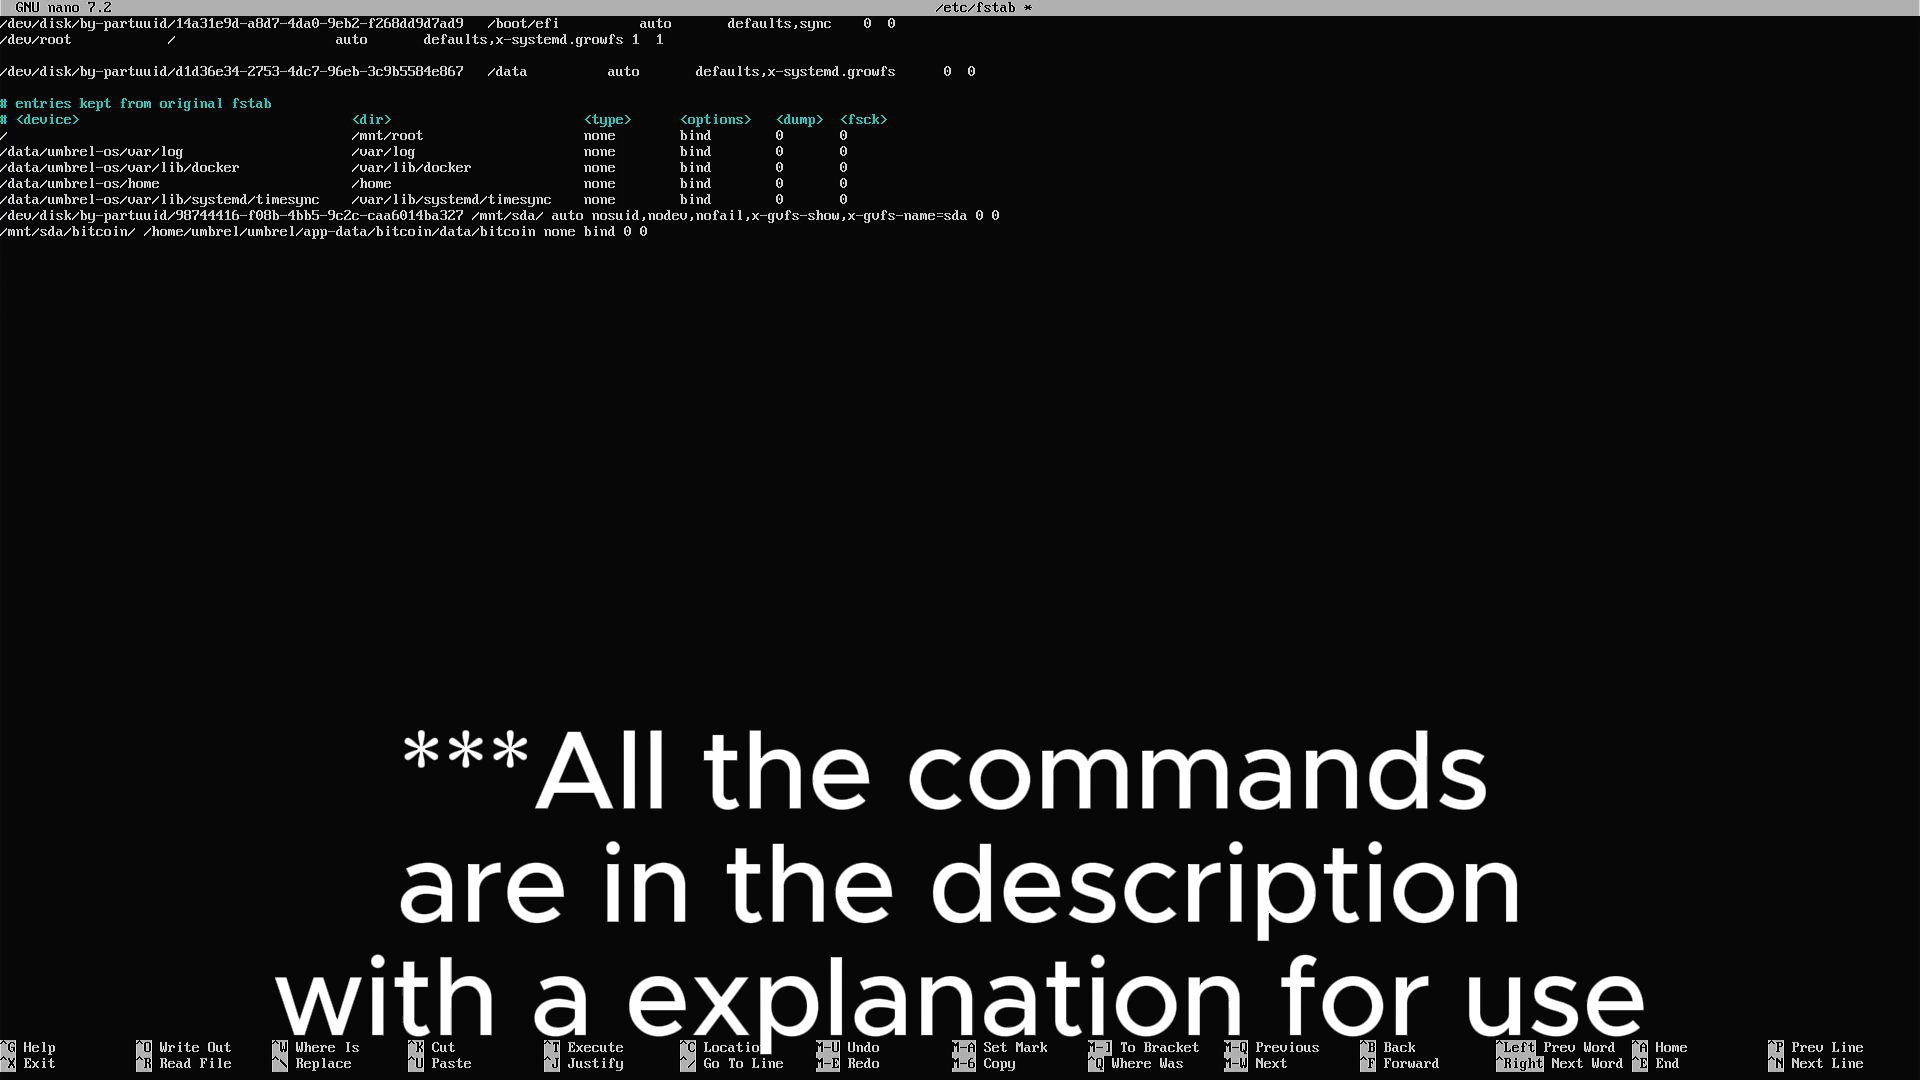 GNU nano 7.2 /etc/fstab *
/dev/disk/by-partuuid/14a31e9d-a8d7-4da0-9eb2-f268dd9d7ad9 /boot/efi auto defaults,sync 0 0
/dev/root / auto defaults,x-systemd.growfs 1 1
/dev/disk/by-partuuid/d1d36e34-2753-4dc7-96eb-3c9b5584e867 /data auto defaults,x-systemd.growfs 0 0
# entries kept from original fstab
# <device> <dir> <type> <options> <dump> <fsck>
/ /mnt/root none bind 0 0
/data/umbrel-os/var/log /var/log none bind 0 0
/data/umbrel-os/var/lib/docker /var/lib/docker none bind 0 0
/data/umbrel-os/home /home none bind 0 0
/data/umbrel-os/var/lib/systemd/timesync /var/lib/systemd/timesync none bind 0 0
/dev/disk/by-partuuid/98744416-f08b-4bb5-9c2c-caa6014ba327 /mnt/sda/ auto nosuid,nodev,nofail,x-gvfs-show,x-gvfs-name=sda 0 0
/mnt/sda/bitcoin/ /home/umbrel/umbrel/app-data/bitcoin/data/bitcoin none bind 0 0
***All the commands
are in the description
with a explanation for use
^G Help ^O Write Out ^W Where Is ^K Cut ^T Execute ^C Location M-U Undo M-A Set Mark M-] To Bracket M-Q Previous ^B Back ^Left Prev Word ^A Home ^P Prev Line
^X Exit ^R Read File ^\ Replace ^U Paste ^J Justify ^/ Go To Line M-E Redo M-6 Copy ^Q Where Was M-W Next ^F Forward ^Right Next Word ^E End ^N Next Line